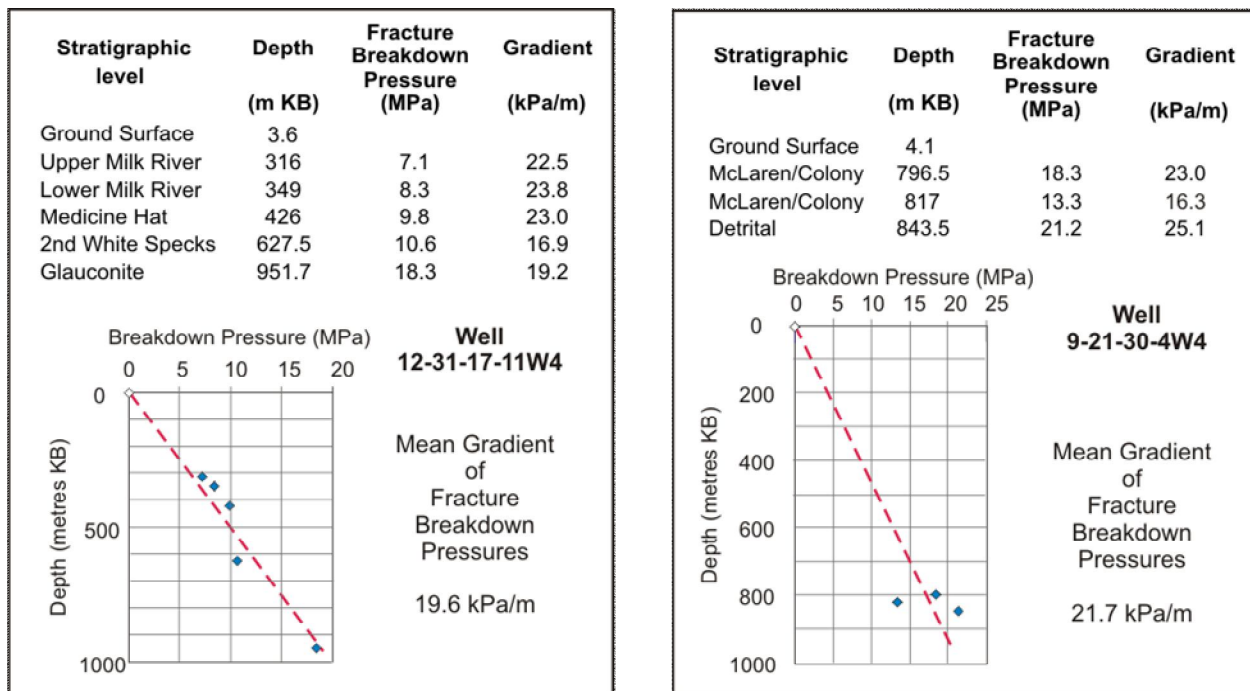 Stratigraphic level Depth (m KB) Fracture Breakdown Pressure (MPa) Gradient (kPa/m)
Ground Surface 3.6
Upper Milk River 316 7.1 22.5
Lower Milk River 349 8.3 23.8
Medicine Hat 426 9.8 23.0
2nd White Specks 627.5 10.6 16.9
Glauconite 951.7 18.3 19.2
Breakdown Pressure (MPa)
0 5 10 15 20
0
500
1000
Depth (metres KB)
Well
12-31-17-11W4
Mean Gradient
of
Fracture
Breakdown
Pressures
19.6 kPa/m
Stratigraphic level Depth (m KB) Fracture Breakdown Pressure (MPa) Gradient (kPa/m)
Ground Surface 4.1
McLaren/Colony 796.5 18.3 23.0
McLaren/Colony 817 13.3 16.3
Detrital 843.5 21.2 25.1
Breakdown Pressure (MPa)
0 5 10 15 20 25
0
200
400
600
800
1000
Depth (metres KB)
Well
9-21-30-4W4
Mean Gradient
of
Fracture
Breakdown
Pressures
21.7 kPa/m